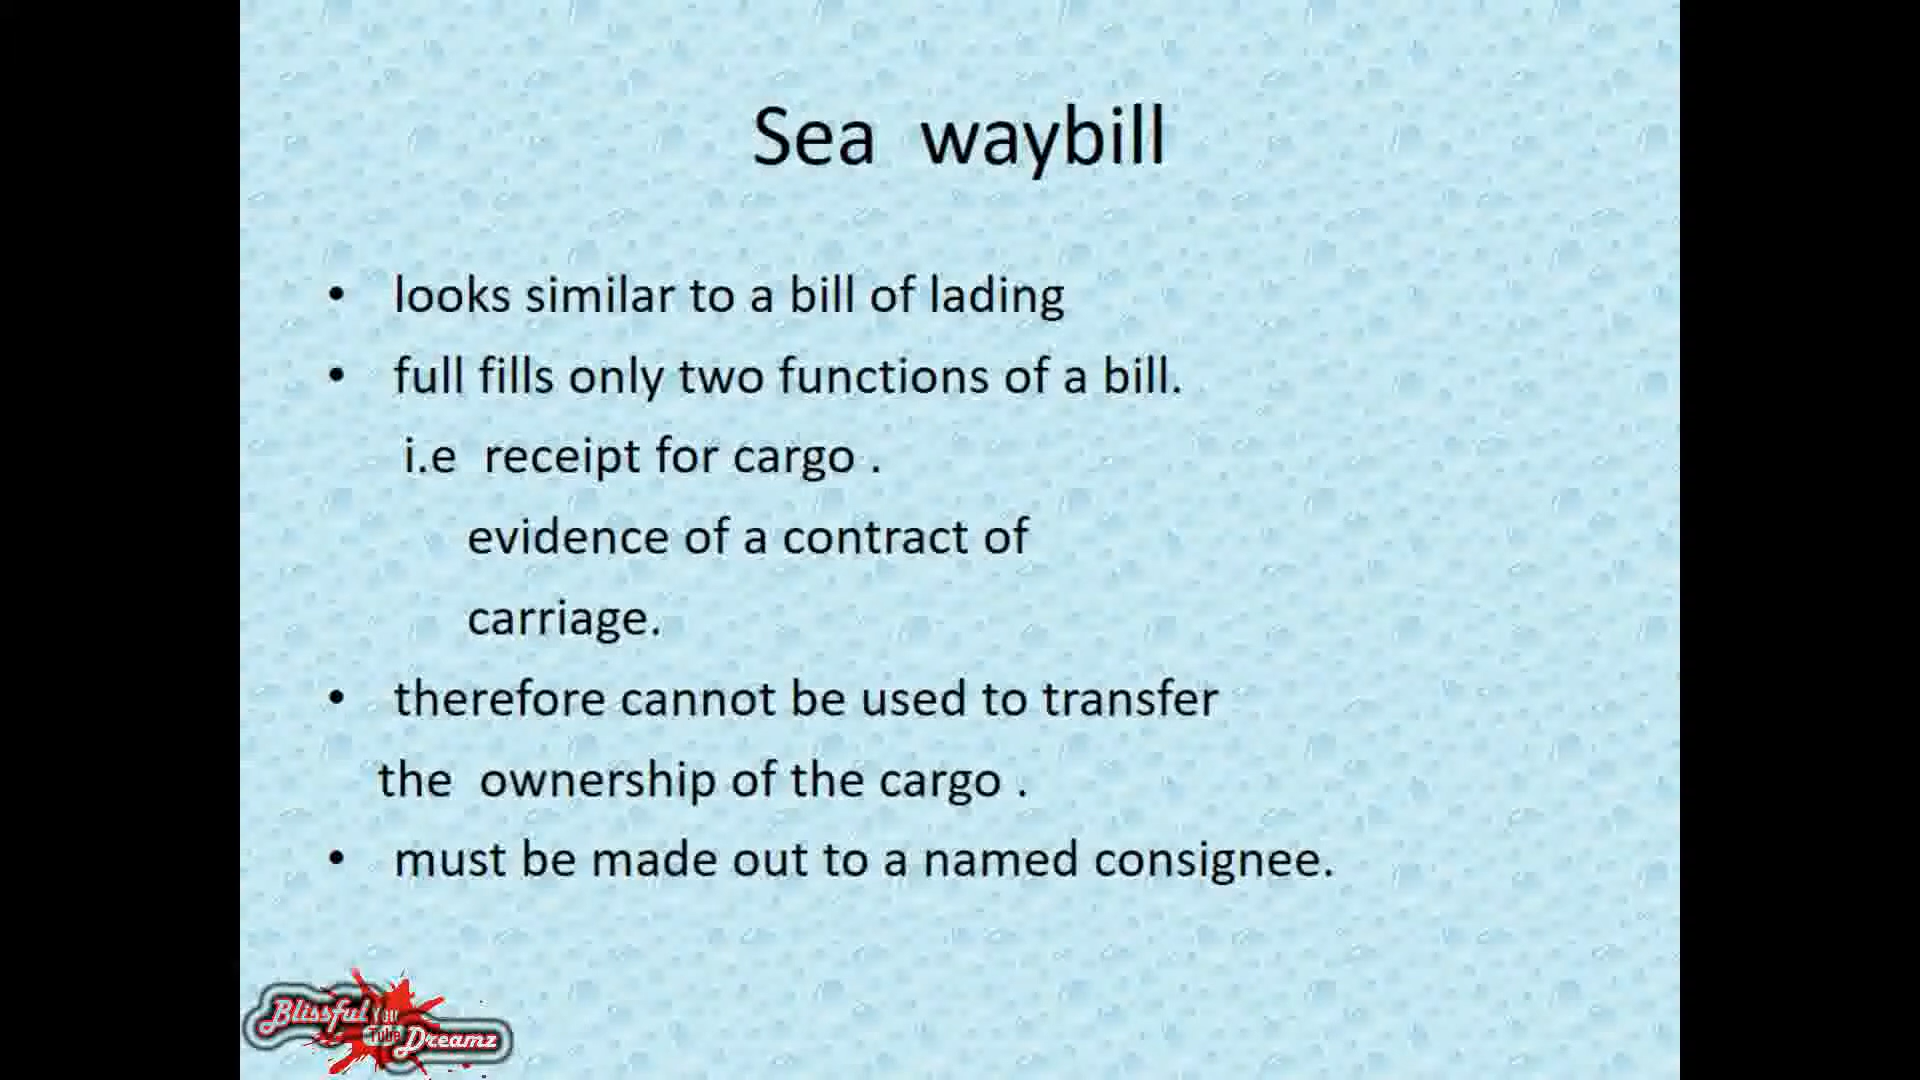 Sea waybill
• looks similar to a bill of lading
• full fills only two functions of a bill.
i.e receipt for cargo .
evidence of a contract of
carriage.
• therefore cannot be used to transfer
the ownership of the cargo .
• must be made out to a named consignee.
Blissful You
Tube Dreamz